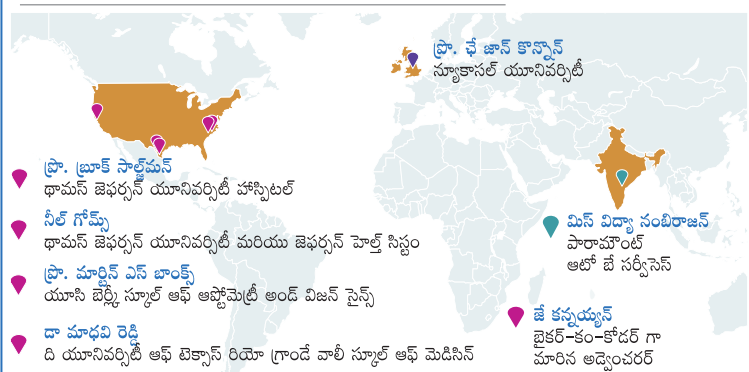 ప్రొ. ఛే జాన్ కొన్నొన్
న్యూకాసల్ యూనివర్సిటీ
ప్రొ. బ్రూక్ సాల్జ్‌మన్
థామస్ జెఫర్సన్ యూనివర్సిటీ హాస్పిటల్
నీల్ గోమ్స్
థామస్ జెఫర్సన్ యూనివర్సిటీ మరియు జెఫర్సన్ హెల్త్ సిస్టం
ప్రొ. మార్టిన్ ఎస్ బాంక్స్
యూసి బెర్క్లీ స్కూల్ ఆఫ్ ఆప్టోమెట్రీ అండ్ విజన్ సైన్స్
డా మాధవి రెడ్డి
ది యూనివర్సిటీ ఆఫ్ టెక్సాస్ రియో గ్రాండే వాలీ స్కూల్ ఆఫ్ మెడిసిన్
మిస్ విద్యా నంబిరాజన్
పారామౌంట్
ఆటో బే సర్వీసెస్
జే కన్నయ్యన్
బైకర్-కం-కోడర్ గా
మారిన అడ్వెంచరర్